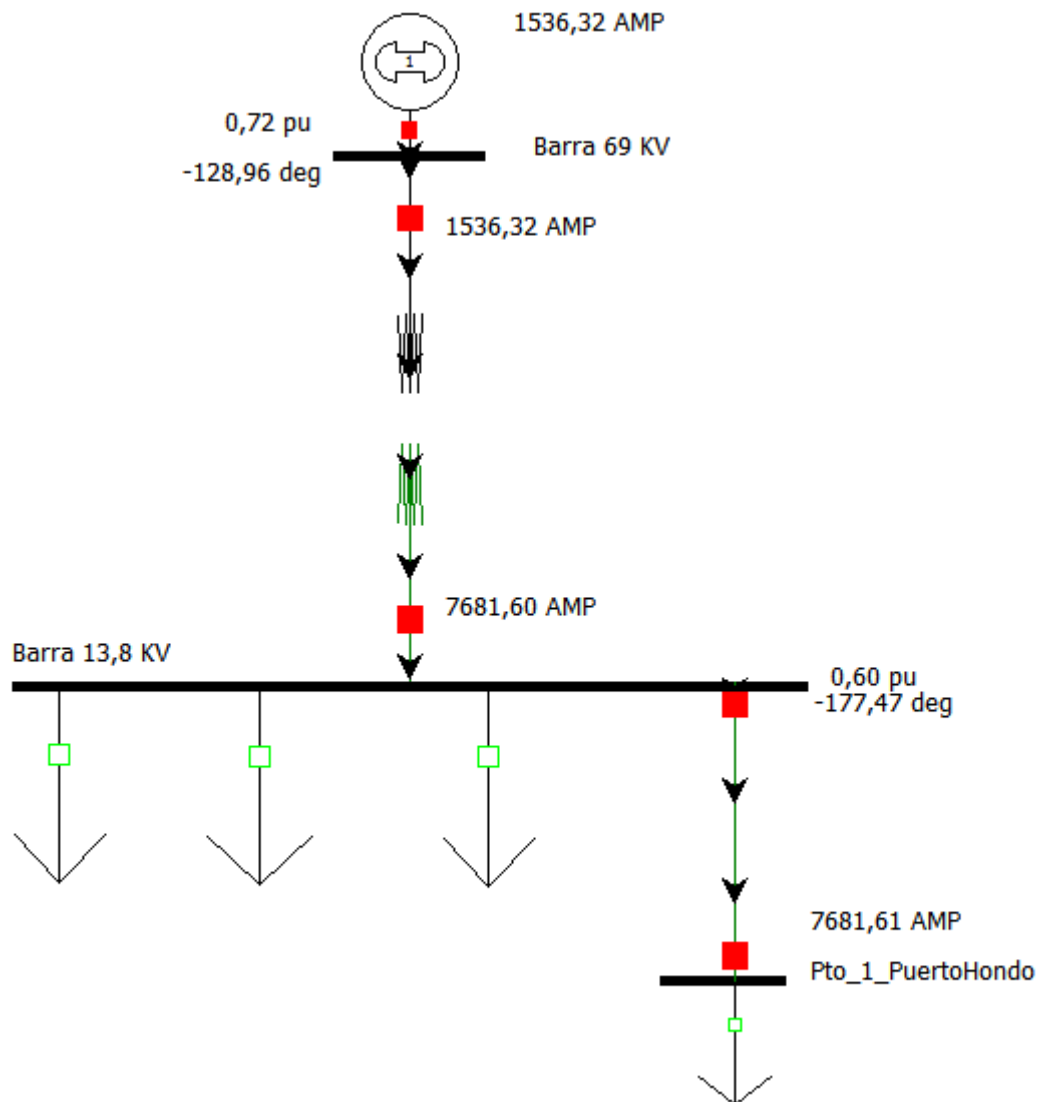 1536,32 AMP
1
0,72 pu
Barra 69 KV
-128,96 deg
1536,32 AMP
7681,60 AMP
Barra 13,8 KV
0,60 pu
-177,47 deg
7681,61 AMP
Pto_1_PuertoHondo